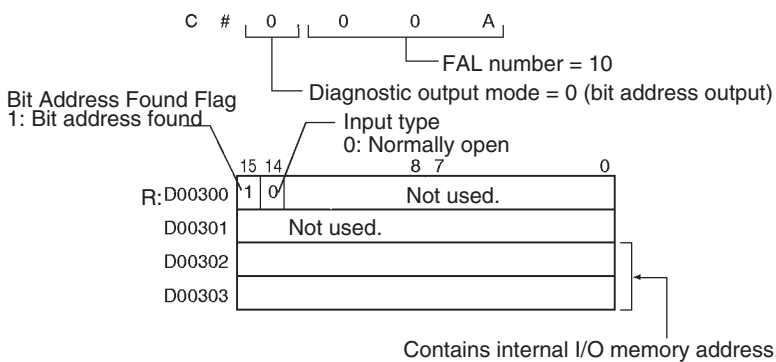 C # 0 0 0 A
FAL number = 10
Diagnostic output mode = 0 (bit address output)
Bit Address Found Flag
1: Bit address found
Input type
0: Normally open
15 14 8 7 0
R: D00300 1 0 Not used.
D00301 Not used.
D00302
D00303
Contains internal I/O memory address